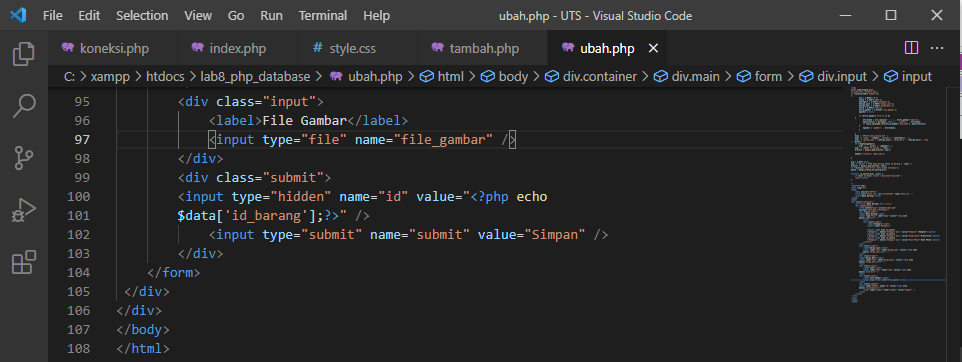 File Edit Selection View Go Run Terminal Help ubah.php - UTS - Visual Studio Code
koneksi.php index.php # style.css tambah.php ubah.php
C: > xampp > htdocs > lab8_php_database > ubah.php > html > body > div.container > div.main > form > div.input > input
95 <div class="input">
96 <label>File Gambar</label>
97 <input type="file" name="file_gambar" />
98 </div>
99 <div class="submit">
100 <input type="hidden" name="id" value="<?php echo
101 $data['id_barang'];?>" />
102 <input type="submit" name="submit" value="Simpan" />
103 </div>
104 </form>
105 </div>
106 </div>
107 </body>
108 </html>